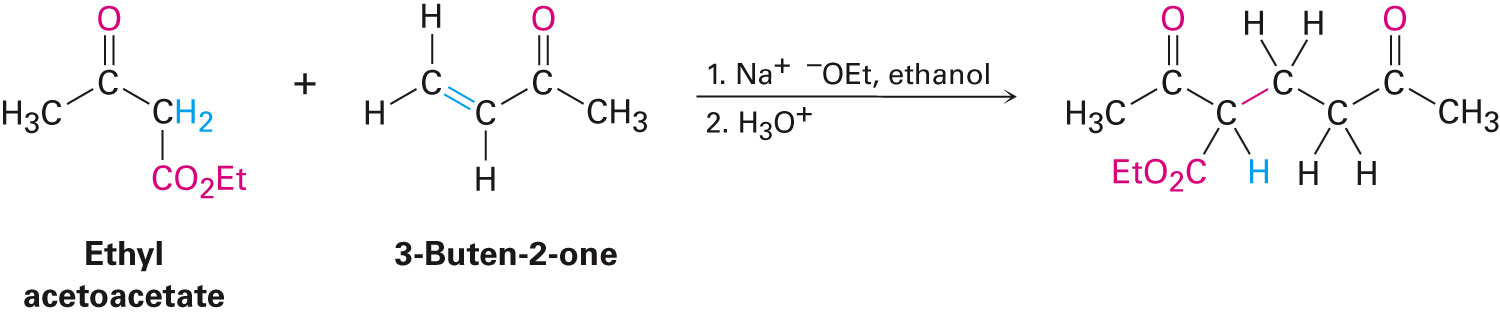 O H O O H H O
C + C C 1. Na⁺ ⁻OEt, ethanol C C C
H₃C CH₂ H C CH₃ 2. H₃O⁺ H₃C C C CH₃
CO₂Et H EtO₂C H H H
Ethyl 3-Buten-2-one
acetoacetate